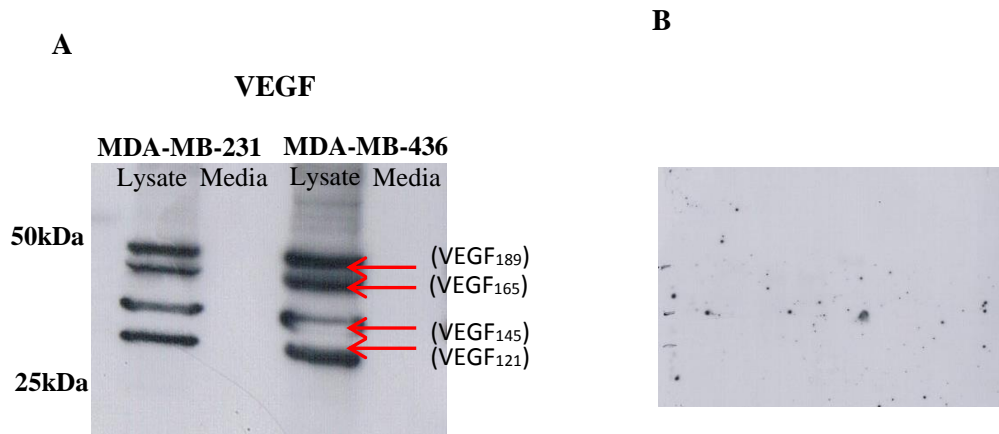 A
B
VEGF
MDA-MB-231 MDA-MB-436
Lysate Media Lysate Media
50kDa
(VEGF189)
(VEGF165)
(VEGF145)
(VEGF121)
25kDa